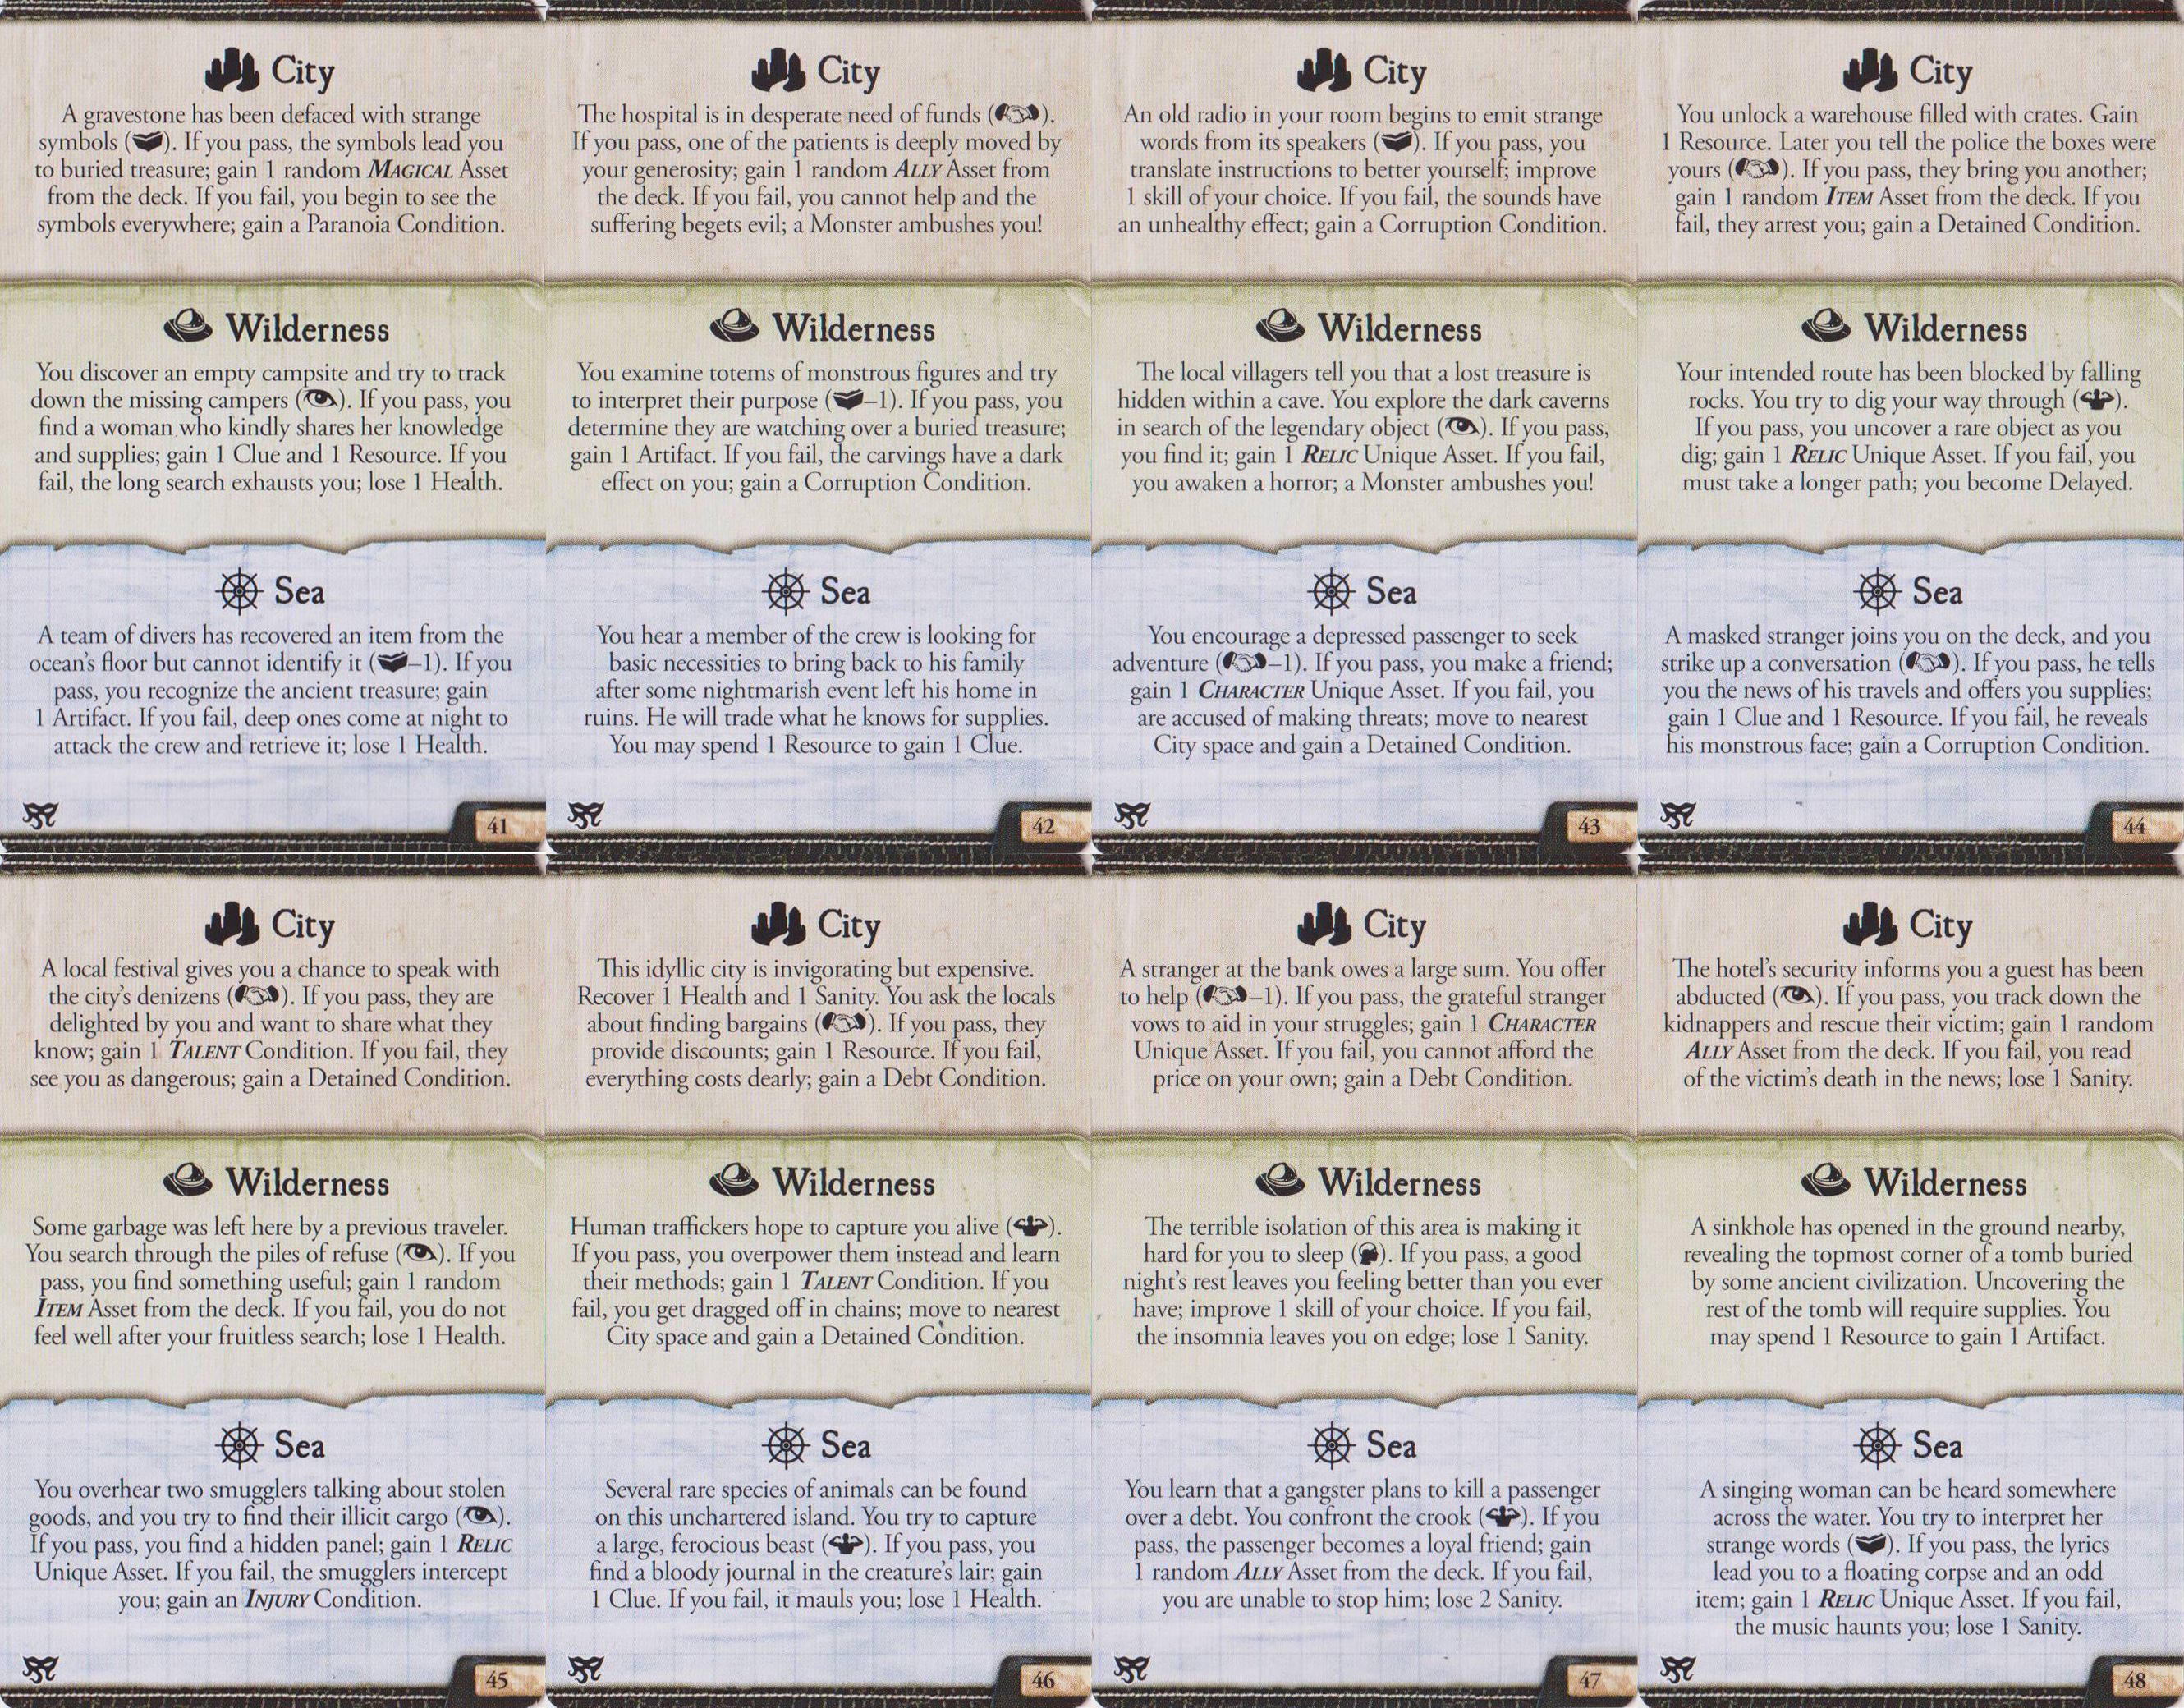 City
A gravestone has been defaced with strange
symbols ( ). If you pass, the symbols lead you
to buried treasure; gain 1 random MAGICAL Asset
from the deck. If you fail, you begin to see the
symbols everywhere; gain a Paranoia Condition.
Wilderness
You discover an empty campsite and try to track
down the missing campers ( ). If you pass, you
find a woman who kindly shares her knowledge
and supplies; gain 1 Clue and 1 Resource. If you
fail, the long search exhausts you; lose 1 Health.
Sea
A team of divers has recovered an item from the
ocean's floor but cannot identify it ( –1). If you
pass, you recognize the ancient treasure; gain
1 Artifact. If you fail, deep ones come at night to
attack the crew and retrieve it; lose 1 Health.
41
City
The hospital is in desperate need of funds ( ).
If you pass, one of the patients is deeply moved by
your generosity; gain 1 random ALLY Asset from
the deck. If you fail, you cannot help and the
suffering begets evil; a Monster ambushes you!
Wilderness
You examine totems of monstrous figures and try
to interpret their purpose ( –1). If you pass, you
determine they are watching over a buried treasure;
gain 1 Artifact. If you fail, the carvings have a dark
effect on you; gain a Corruption Condition.
Sea
You hear a member of the crew is looking for
basic necessities to bring back to his family
after some nightmarish event left his home in
ruins. He will trade what he knows for supplies.
You may spend 1 Resource to gain 1 Clue.
42
City
An old radio in your room begins to emit strange
words from its speakers ( ). If you pass, you
translate instructions to better yourself; improve
1 skill of your choice. If you fail, the sounds have
an unhealthy effect; gain a Corruption Condition.
Wilderness
The local villagers tell you that a lost treasure is
hidden within a cave. You explore the dark caverns
in search of the legendary object ( ). If you pass,
you find it; gain 1 RELIC Unique Asset. If you fail,
you awaken a horror; a Monster ambushes you!
Sea
You encourage a depressed passenger to seek
adventure ( –1). If you pass, you make a friend;
gain 1 CHARACTER Unique Asset. If you fail, you
are accused of making threats; move to nearest
City space and gain a Detained Condition.
43
City
You unlock a warehouse filled with crates. Gain
1 Resource. Later you tell the police the boxes were
yours ( ). If you pass, they bring you another;
gain 1 random ITEM Asset from the deck. If you
fail, they arrest you; gain a Detained Condition.
Wilderness
Your intended route has been blocked by falling
rocks. You try to dig your way through ( ).
If you pass, you uncover a rare object as you
dig; gain 1 RELIC Unique Asset. If you fail, you
must take a longer path; you become Delayed.
Sea
A masked stranger joins you on the deck, and you
strike up a conversation ( ). If you pass, he tells
you the news of his travels and offers you supplies;
gain 1 Clue and 1 Resource. If you fail, he reveals
his monstrous face; gain a Corruption Condition.
44
City
A local festival gives you a chance to speak with
the city's denizens ( ). If you pass, they are
delighted by you and want to share what they
know; gain 1 TALENT Condition. If you fail, they
see you as dangerous; gain a Detained Condition.
Wilderness
Some garbage was left here by a previous traveler.
You search through the piles of refuse ( ). If you
pass, you find something useful; gain 1 random
ITEM Asset from the deck. If you fail, you do not
feel well after your fruitless search; lose 1 Health.
Sea
You overhear two smugglers talking about stolen
goods, and you try to find their illicit cargo ( ).
If you pass, you find a hidden panel; gain 1 RELIC
Unique Asset. If you fail, the smugglers intercept
you; gain an INJURY Condition.
45
City
This idyllic city is invigorating but expensive.
Recover 1 Health and 1 Sanity. You ask the locals
about finding bargains ( ). If you pass, they
provide discounts; gain 1 Resource. If you fail,
everything costs dearly; gain a Debt Condition.
Wilderness
Human traffickers hope to capture you alive ( ).
If you pass, you overpower them instead and learn
their methods; gain 1 TALENT Condition. If you
fail, you get dragged off in chains; move to nearest
City space and gain a Detained Condition.
Sea
Several rare species of animals can be found
on this unchartered island. You try to capture
a large, ferocious beast ( ). If you pass, you
find a bloody journal in the creature's lair; gain
1 Clue. If you fail, it mauls you; lose 1 Health.
46
City
A stranger at the bank owes a large sum. You offer
to help ( –1). If you pass, the grateful stranger
vows to aid in your struggles; gain 1 CHARACTER
Unique Asset. If you fail, you cannot afford the
price on your own; gain a Debt Condition.
Wilderness
The terrible isolation of this area is making it
hard for you to sleep ( ). If you pass, a good
night's rest leaves you feeling better than you ever
have; improve 1 skill of your choice. If you fail,
the insomnia leaves you on edge; lose 1 Sanity.
Sea
You learn that a gangster plans to kill a passenger
over a debt. You confront the crook ( ). If you
pass, the passenger becomes a loyal friend; gain
1 random ALLY Asset from the deck. If you fail,
you are unable to stop him; lose 2 Sanity.
47
City
The hotel's security informs you a guest has been
abducted ( ). If you pass, you track down the
kidnappers and rescue their victim; gain 1 random
ALLY Asset from the deck. If you fail, you read
of the victim's death in the news; lose 1 Sanity.
Wilderness
A sinkhole has opened in the ground nearby,
revealing the topmost corner of a tomb buried
by some ancient civilization. Uncovering the
rest of the tomb will require supplies. You
may spend 1 Resource to gain 1 Artifact.
Sea
A singing woman can be heard somewhere
across the water. You try to interpret her
strange words ( ). If you pass, the lyrics
lead you to a floating corpse and an odd
item; gain 1 RELIC Unique Asset. If you fail,
the music haunts you; lose 1 Sanity.
48